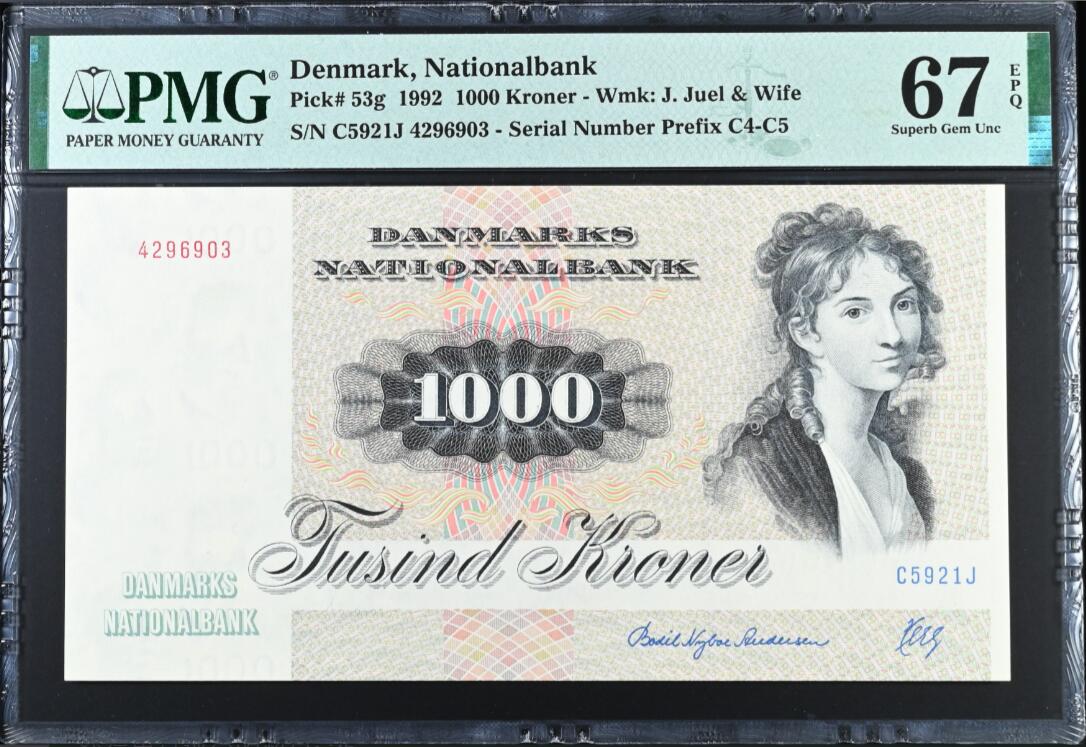 PMG®
PAPER MONEY GUARANTY
Denmark, Nationalbank
Pick# 53g 1992 1000 Kroner - Wmk: J. Juel & Wife
S/N C5921J 4296903 - Serial Number Prefix C4-C5
67
Superb Gem Unc
EPQ
4296903
DANMARKS
NATIONALBANK
1000
Tusind Kroner
C5921J
DANMARKS
NATIONALBANK
Bodil Nyboe Andersen